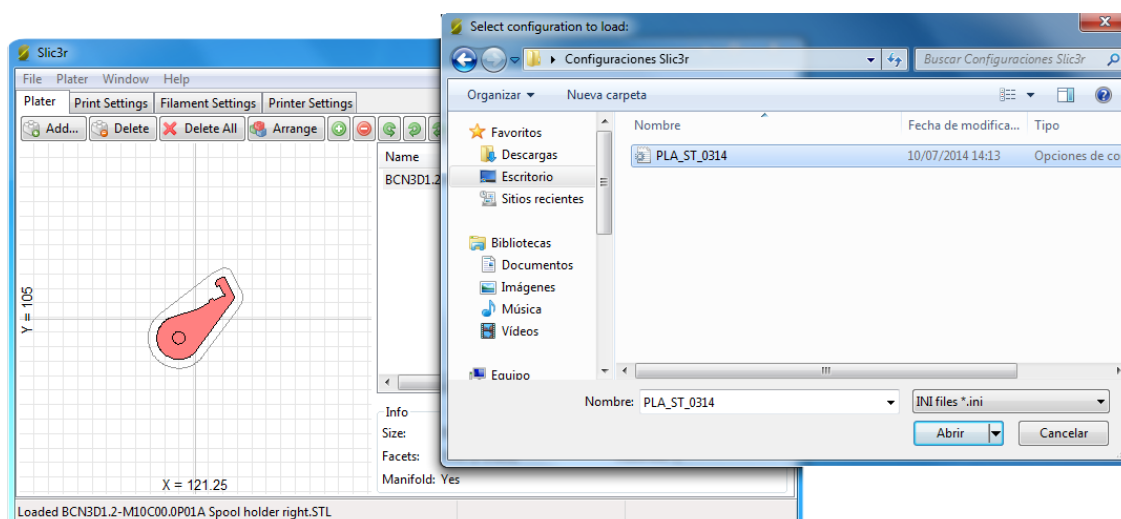 Select configuration to load:
Configuraciones Slic3r
Buscar Configuraciones Slic3r
Organizar
Nueva carpeta
Favoritos
Descargas
Escritorio
Sitios recientes
Bibliotecas
Documentos
Imágenes
Música
Vídeos
Equipo
Nombre
Fecha de modifica...
Tipo
PLA_ST_0314
10/07/2014 14:13
Opciones de co
Nombre:
PLA_ST_0314
INI files *.ini
Abrir
Cancelar
Slic3r
File Plater Window Help
Plater Print Settings Filament Settings Printer Settings
Add... Delete Delete All Arrange
Name
BCN3D1.2
Y = 105
X = 121.25
Info
Size:
Facets:
Manifold: Yes
Loaded BCN3D1.2-M10C00.0P01A Spool holder right.STL